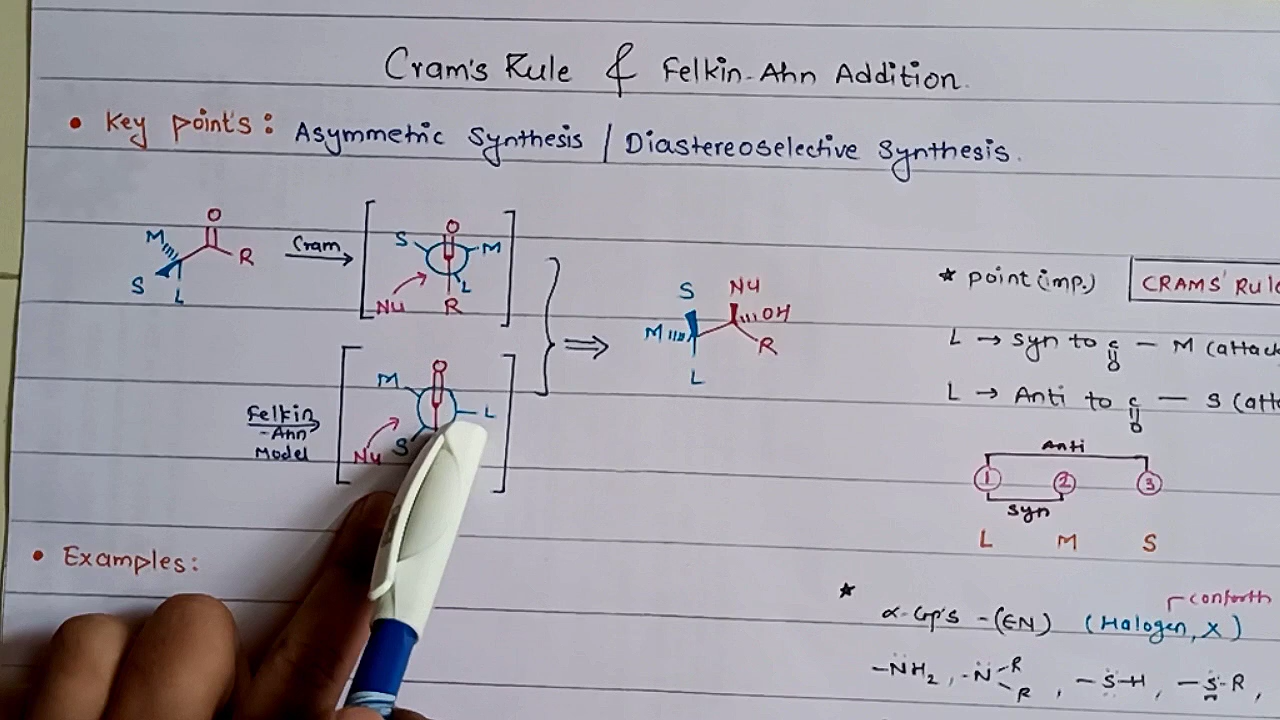 Cram's Rule & Felkin-Ahn Addition.
• Key point's: Asymmetric Synthesis / Diastereoselective Synthesis.
M S L O R
Cram
S O M L R Nu
Felkin
-Ahn
Model
M O L S Nu
S Nu M OH R L
* point (imp.) CRAMS' RUL
L → syn to C=O — M (attac
L → Anti to C=O — S (att
Anti
1 2 3
syn
L M S
• Examples:
* conforth
α-Gp's - (EN) (Halogen, X)
-N̈H₂, -N̈-R R, -S̈-H, -S̈-R,